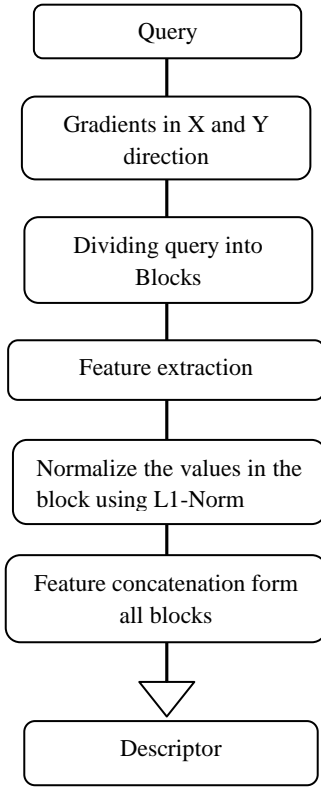 Query
Gradients in X and Y
direction
Dividing query into
Blocks
Feature extraction
Normalize the values in the
block using L1-Norm
Feature concatenation form
all blocks
Descriptor